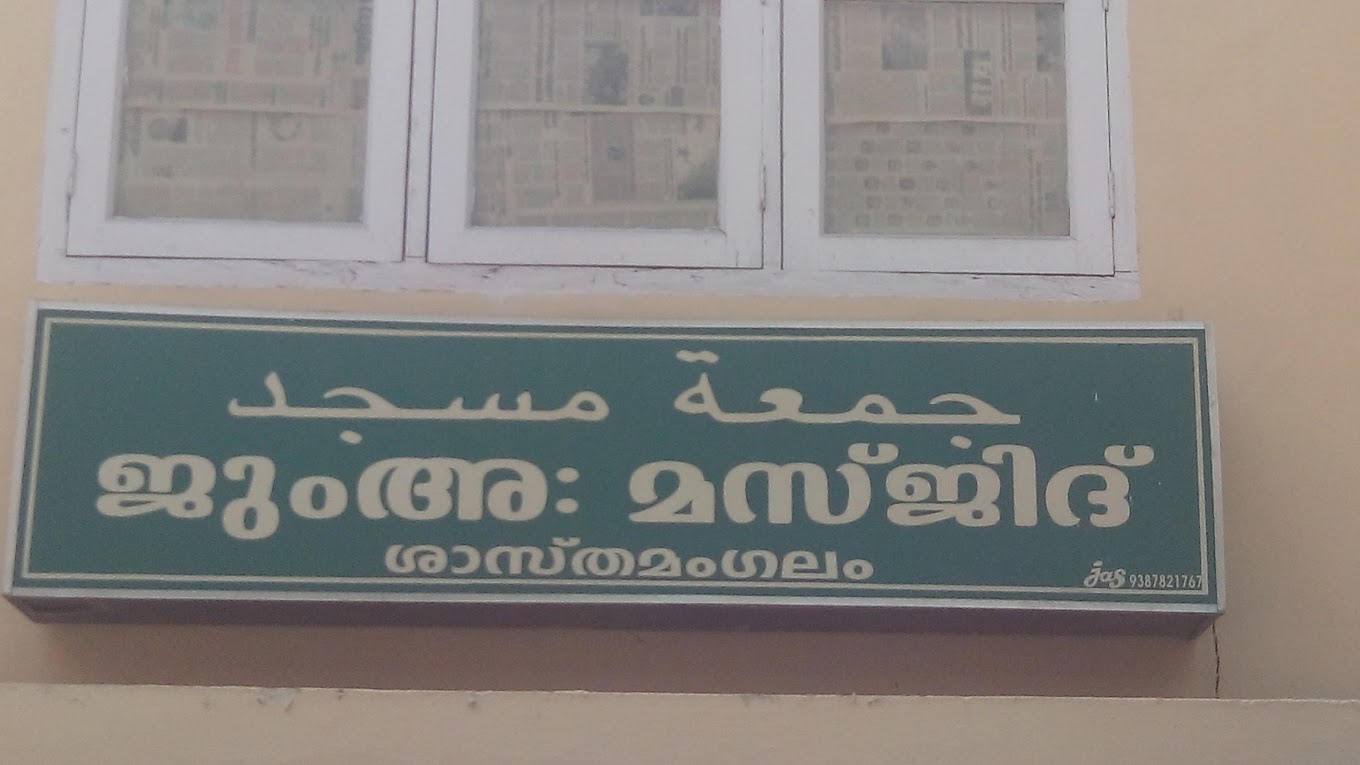 جمعة مسجد
ജുംഅഃ മസ്ജിദ്
ശാസ്തമംഗലം
jas 9387821767